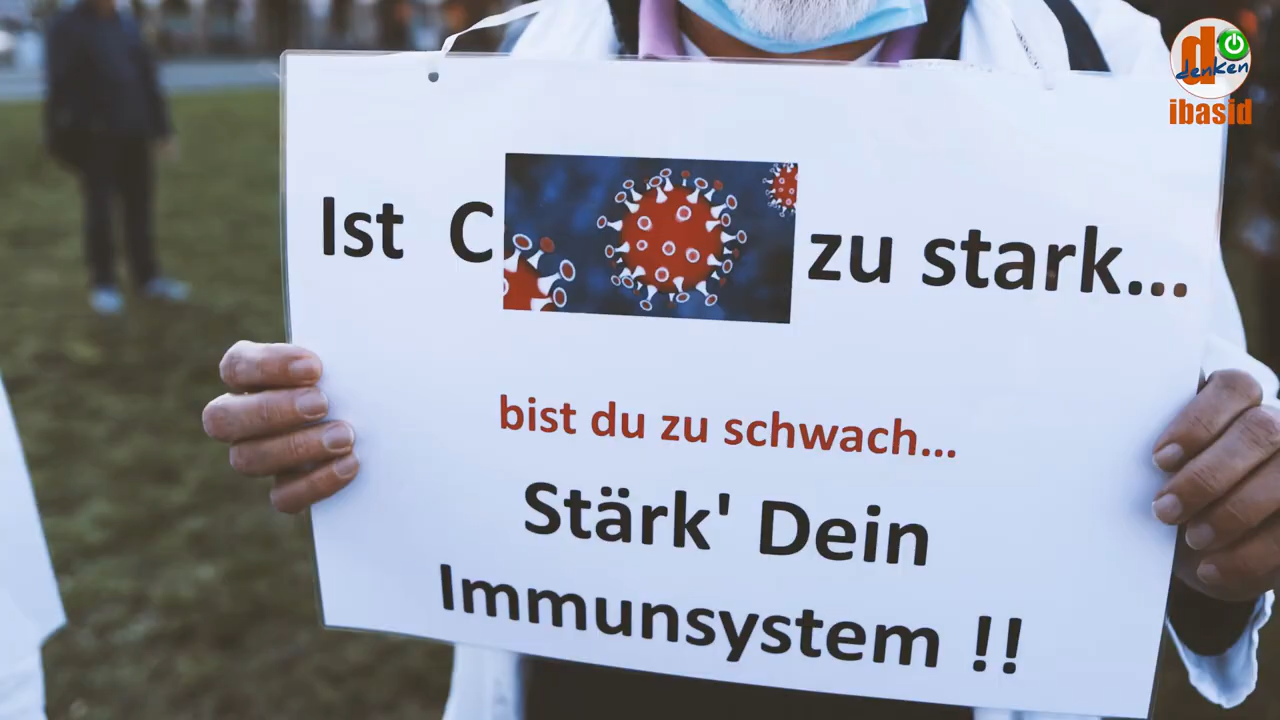 d
denken
ibasid
Ist C zu stark...
bist du zu schwach...
Stärk' Dein
Immunsystem !!